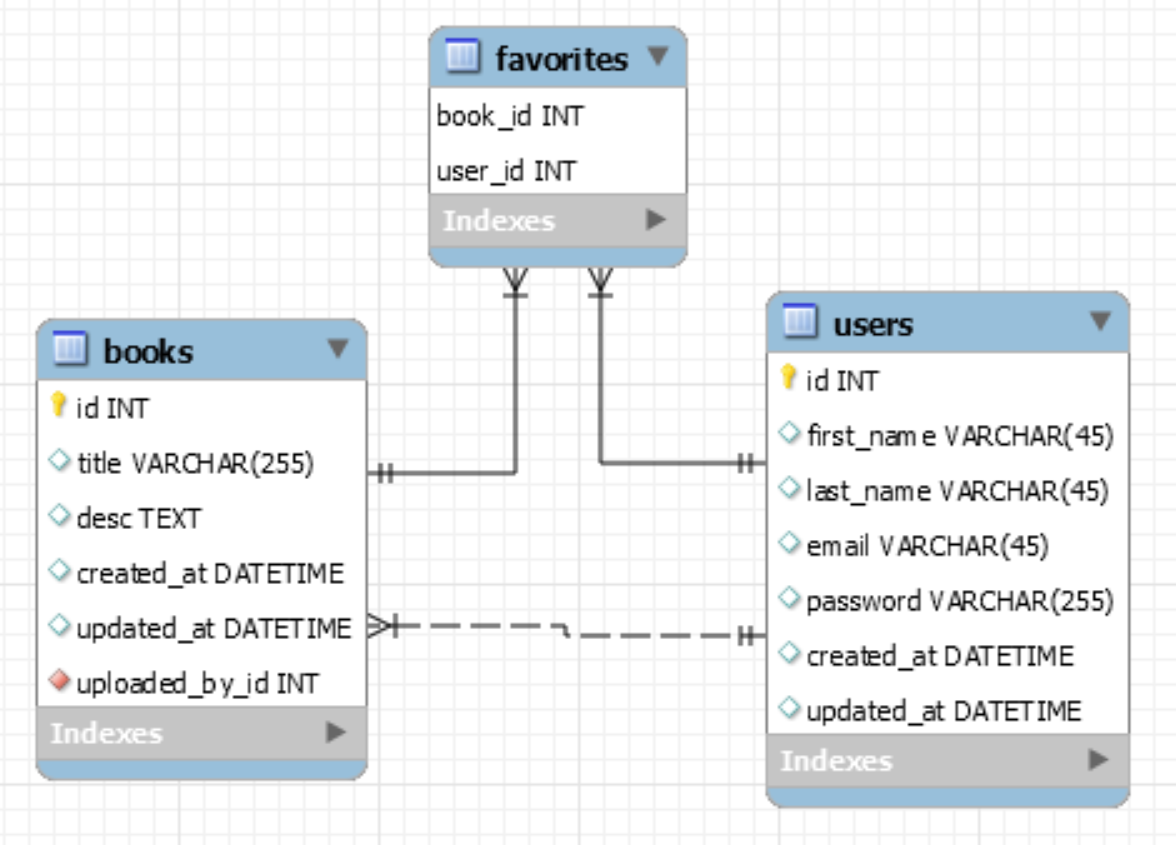 favorites
book_id INT
user_id INT
Indexes
books
id INT
title VARCHAR(255)
desc TEXT
created_at DATETIME
updated_at DATETIME
uploaded_by_id INT
Indexes
users
id INT
first_name VARCHAR(45)
last_name VARCHAR(45)
email VARCHAR(45)
password VARCHAR(255)
created_at DATETIME
updated_at DATETIME
Indexes